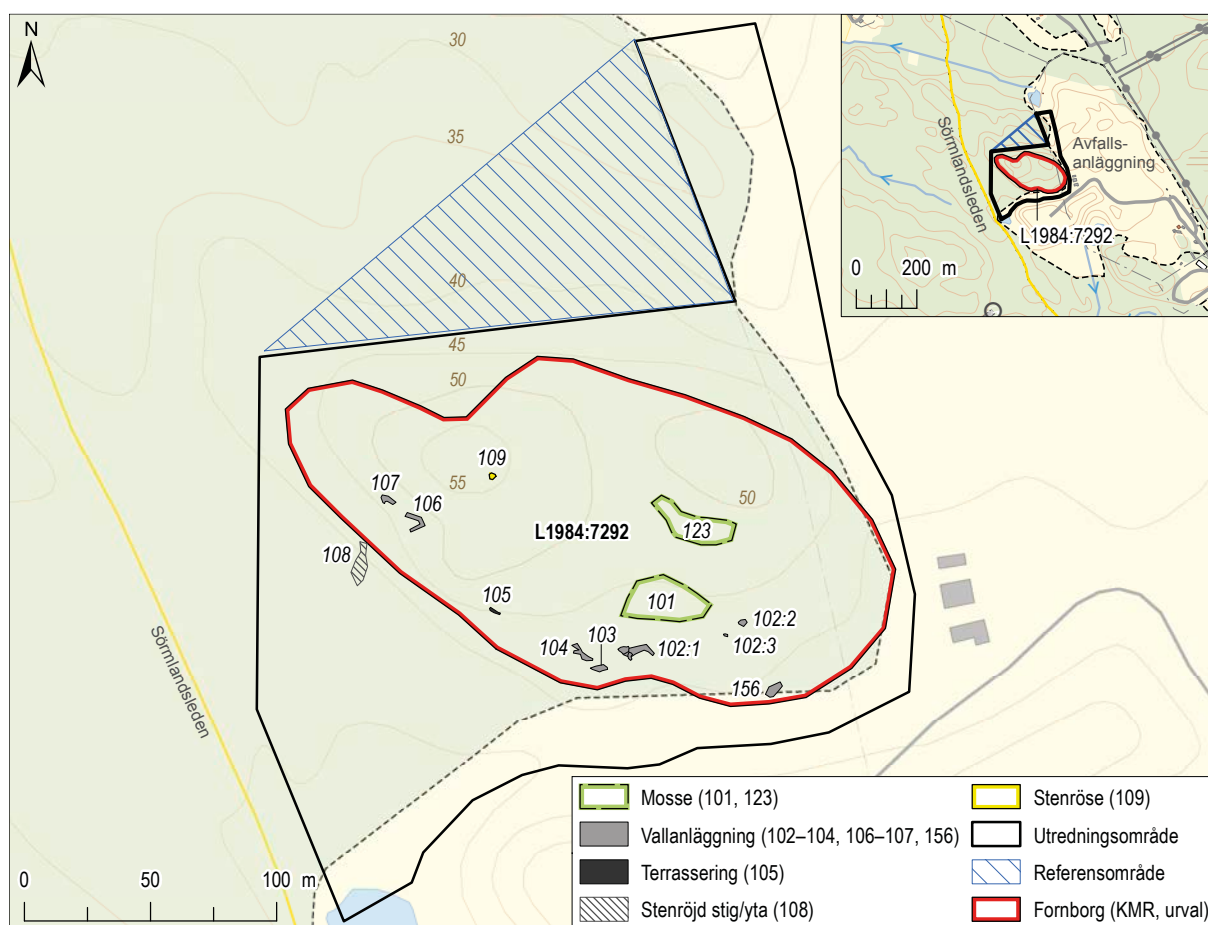 N
30
35
40
45
50
55
50
109
107
106
108
105
104
103
102:1
102:2
102:3
156
123
101
L1984:7292
Sörmlandsleden
0 50 100 m
Sörmlandsleden
Avfalls-
anläggning
L1984:7292
0 200 m
Mosse (101, 123)
Vallanläggning (102–104, 106–107, 156)
Terrassering (105)
Stenröjd stig/yta (108)
Stenröse (109)
Utredningsområde
Referensområde
Fornborg (KMR, urval)